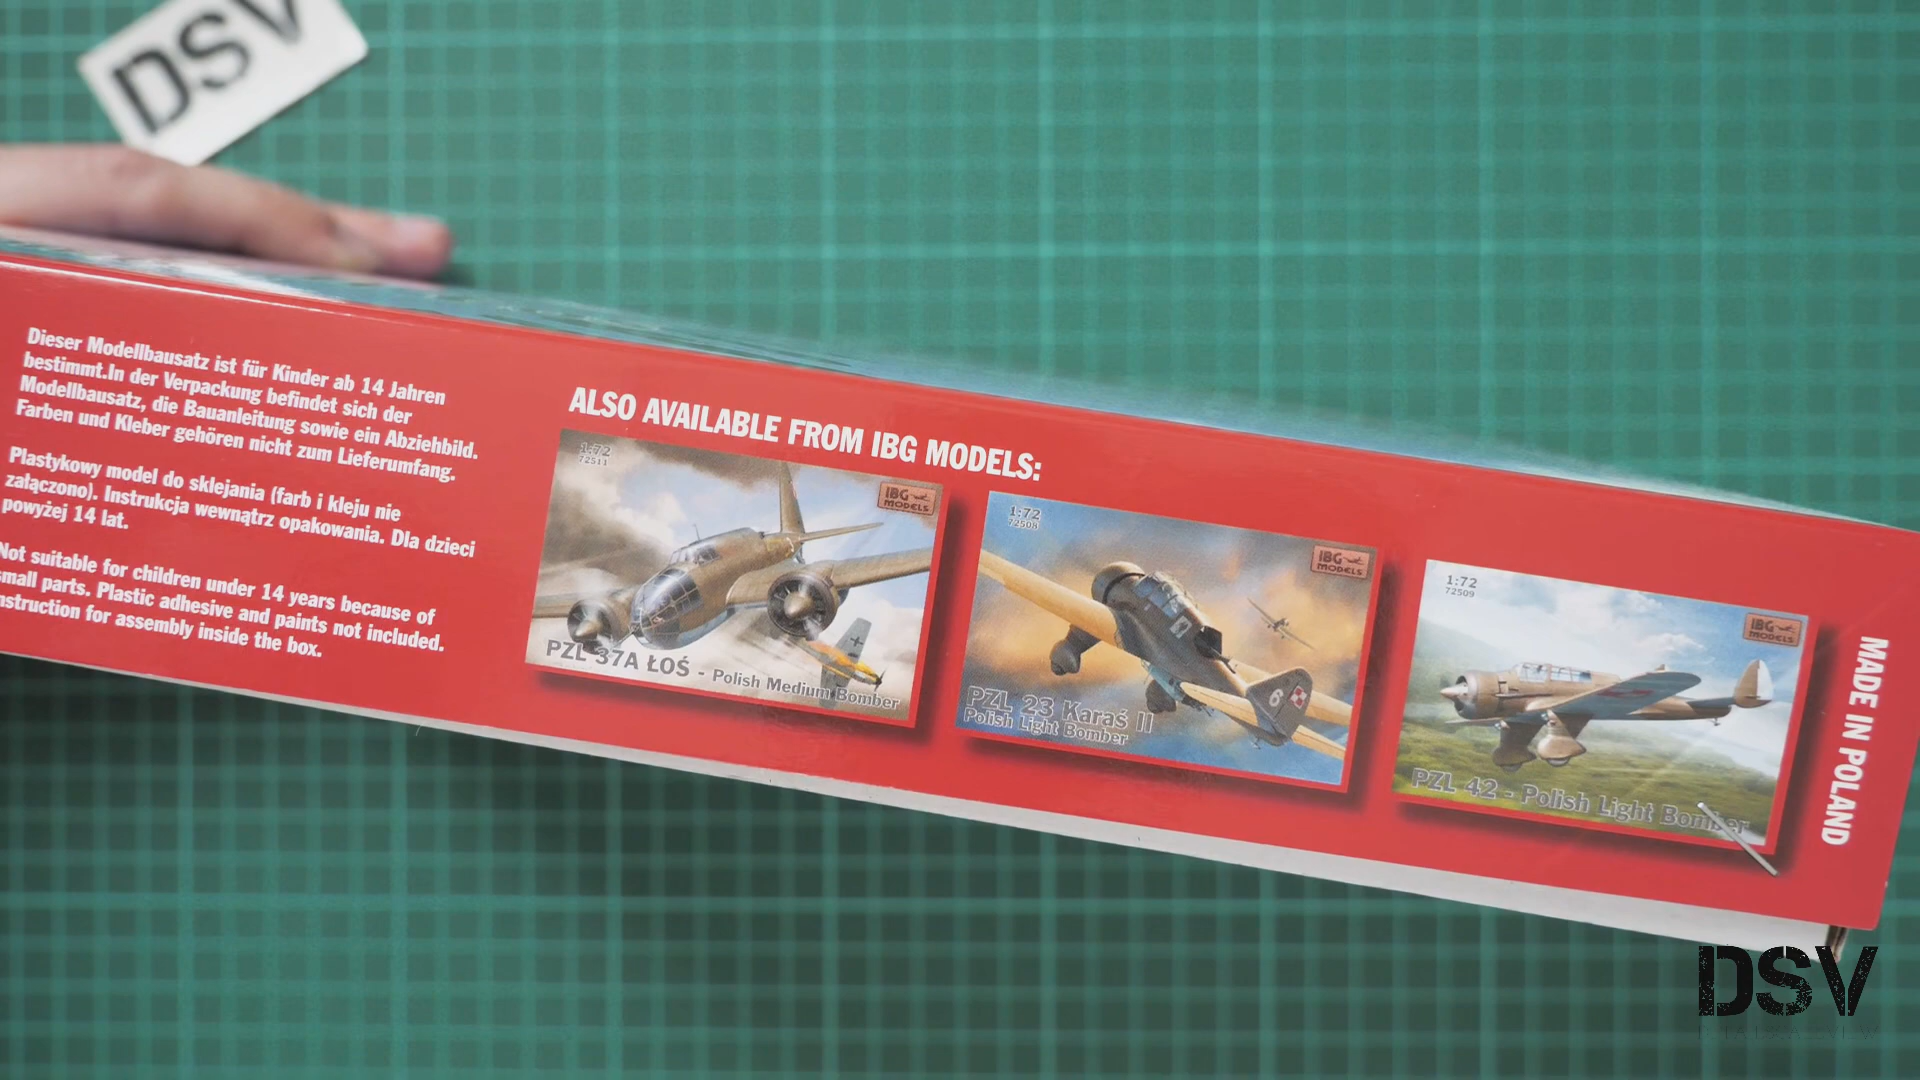 DSV
Dieser Modellbausatz ist für Kinder ab 14 Jahren
bestimmt.In der Verpackung befindet sich der
Modellbausatz, die Bauanleitung sowie ein Abziehbild.
Farben und Kleber gehören nicht zum Lieferumfang.
Plastykowy model do sklejania (farb i kleju nie
załączono). Instrukcja wewnątrz opakowania. Dla dzieci
powyżej 14 lat.
Not suitable for children under 14 years because of
small parts. Plastic adhesive and paints not included.
nstruction for assembly inside the box.
ALSO AVAILABLE FROM IBG MODELS:
1:72
72511
IBG
MODELS
PZL 37A ŁOŚ - Polish Medium Bomber
1:72
72508
IBG
MODELS
6
PZL 23 Karaś II
Polish Light Bomber
1:72
72509
IBG
MODELS
PZL 42 - Polish Light Bomber
MADE IN POLAND
DSV